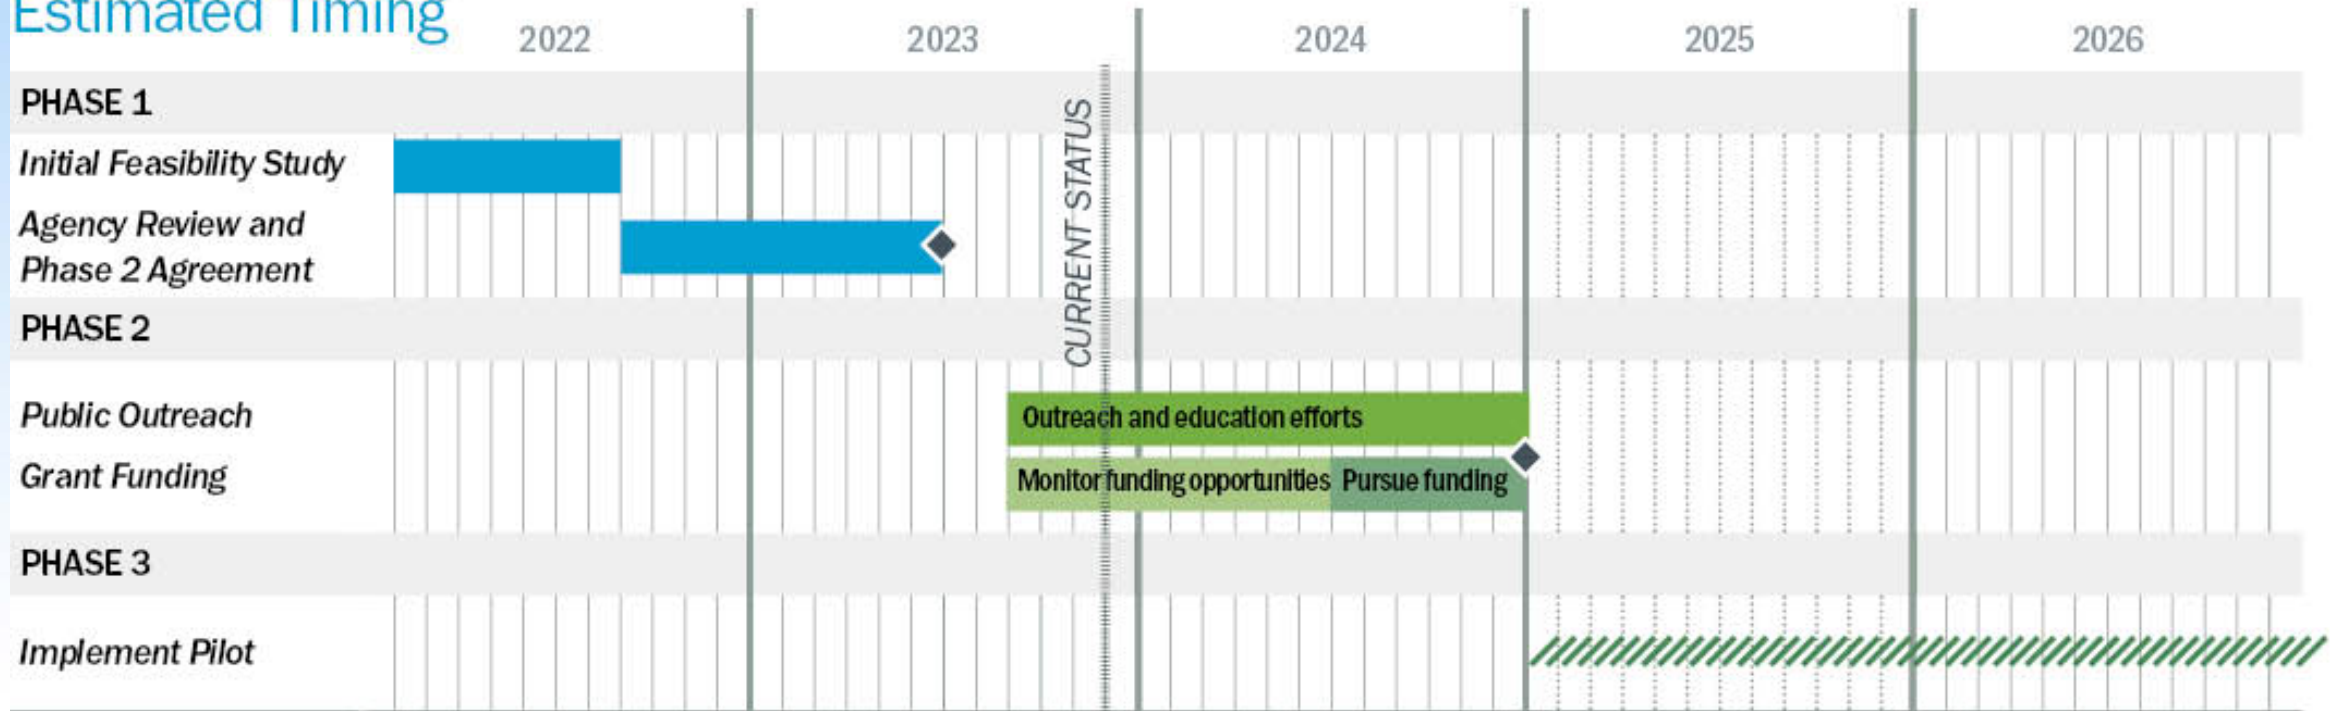 Estimated Timing
2022 2023 2024 2025 2026
PHASE 1
CURRENT STATUS
Initial Feasibility Study
Agency Review and
Phase 2 Agreement
PHASE 2
Public Outreach
Outreach and education efforts
Grant Funding
Monitor funding opportunities Pursue funding
PHASE 3
Implement Pilot